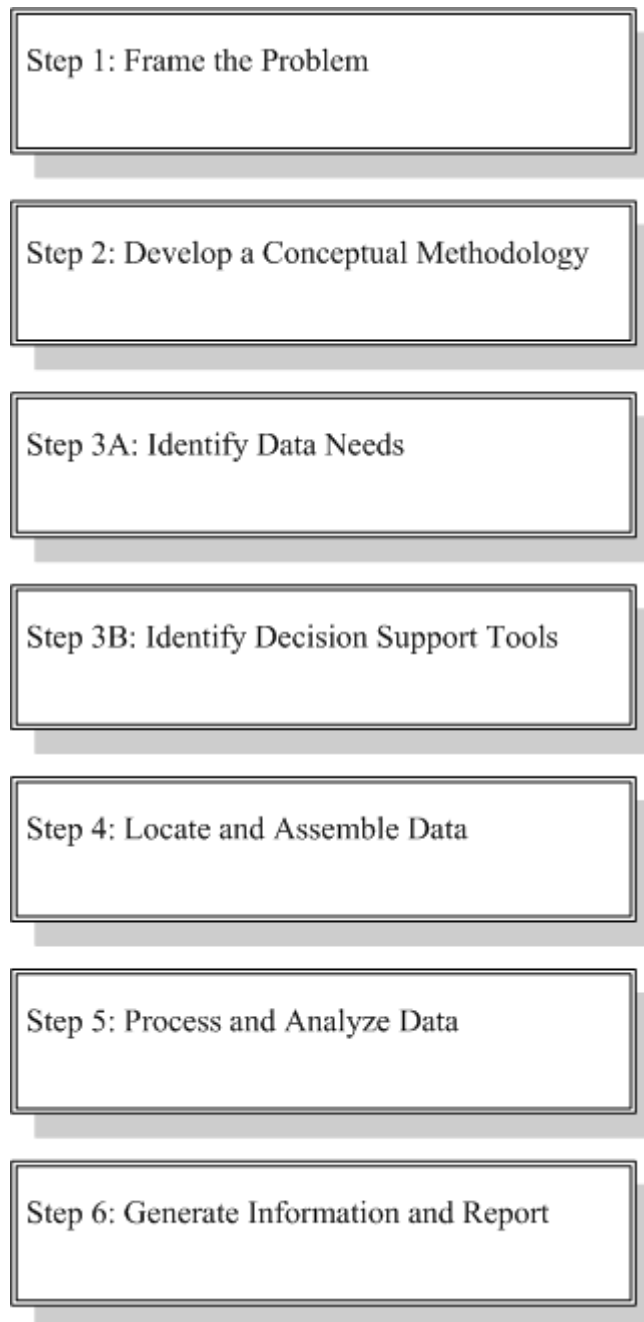 Step 1: Frame the Problem
Step 2: Develop a Conceptual Methodology
Step 3A: Identify Data Needs
Step 3B: Identify Decision Support Tools
Step 4: Locate and Assemble Data
Step 5: Process and Analyze Data
Step 6: Generate Information and Report